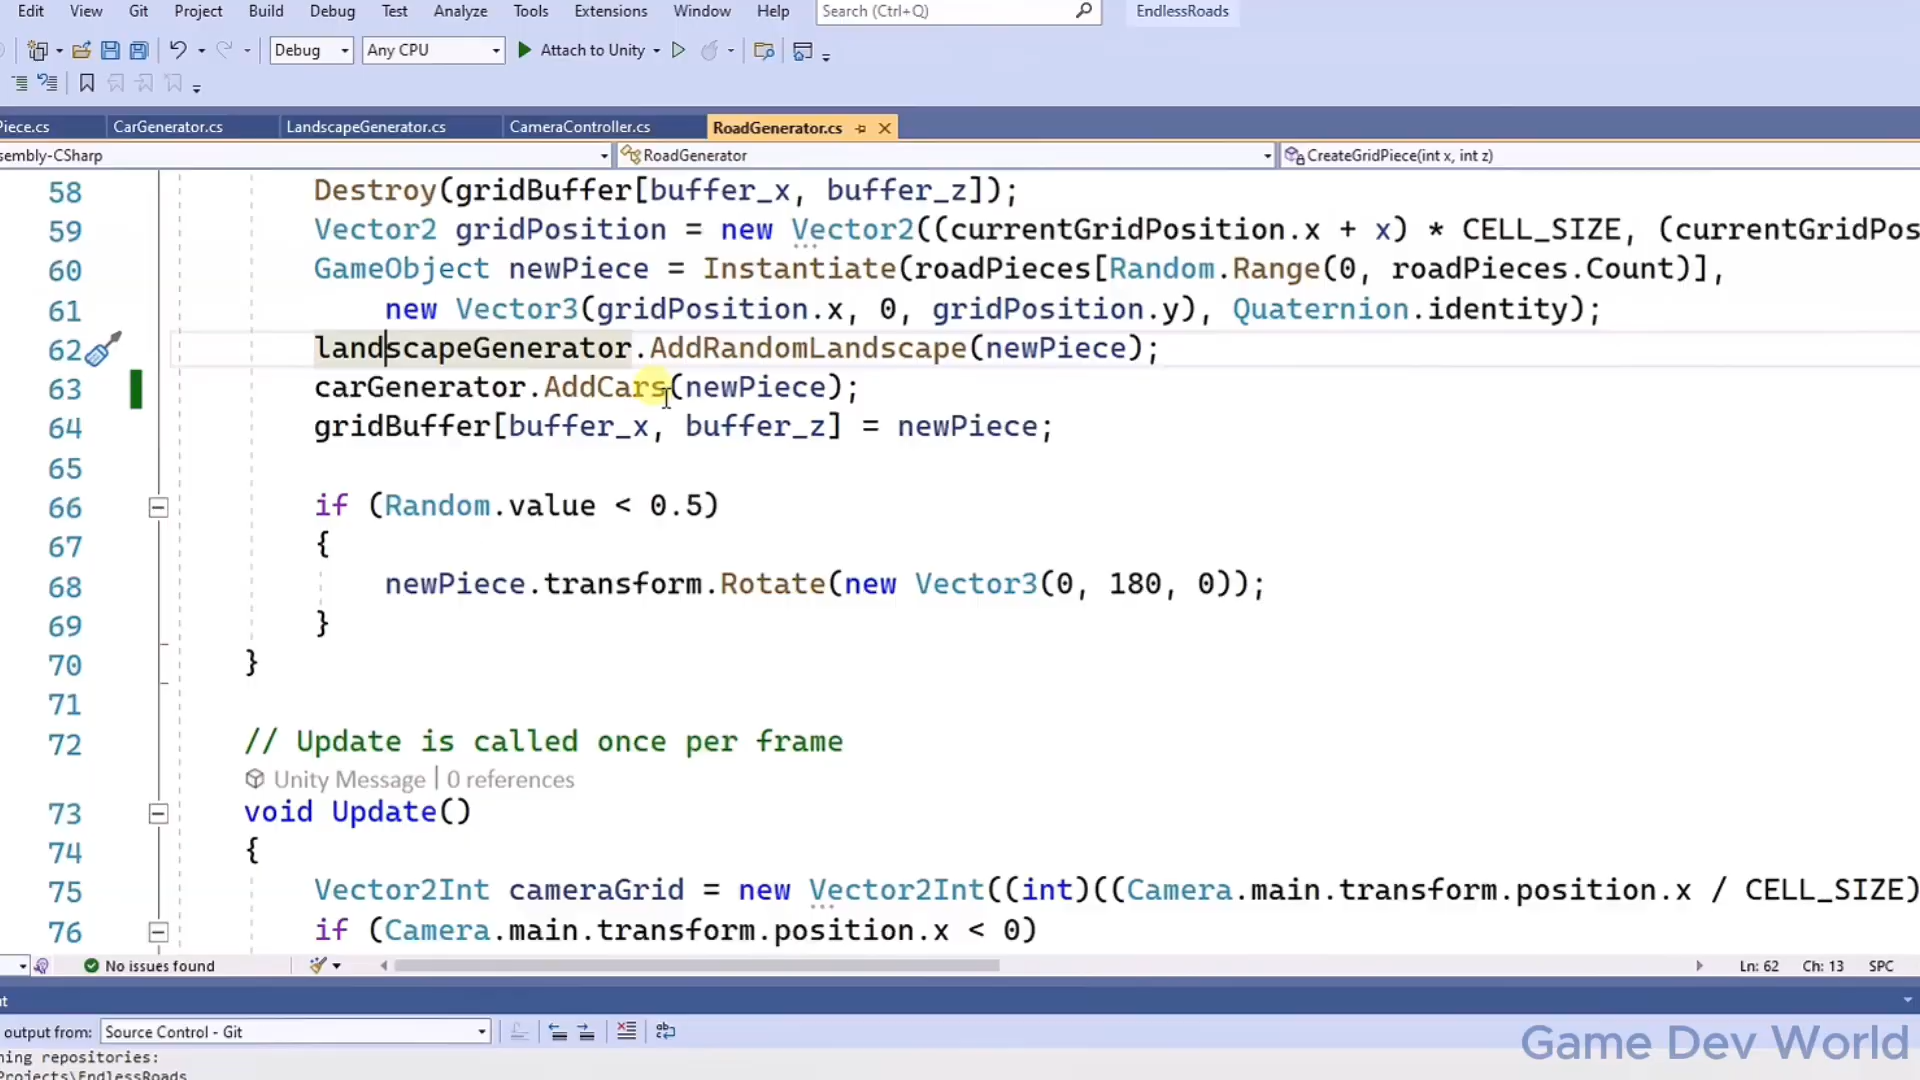 Edit View Git Project Build Debug Test Analyze Tools Extensions Window Help Search (Ctrl+Q) EndlessRoads
Debug Any CPU Attach to Unity
Piece.cs CarGenerator.cs LandscapeGenerator.cs CameraController.cs RoadGenerator.cs
sembly-CSharp RoadGenerator CreateGridPiece(int x, int z)
58 Destroy(gridBuffer[buffer_x, buffer_z]);
59 Vector2 gridPosition = new Vector2((currentGridPosition.x + x) * CELL_SIZE, (currentGridPos
60 GameObject newPiece = Instantiate(roadPieces[Random.Range(0, roadPieces.Count)],
61 new Vector3(gridPosition.x, 0, gridPosition.y), Quaternion.identity);
62 landscapeGenerator.AddRandomLandscape(newPiece);
63 carGenerator.AddCars(newPiece);
64 gridBuffer[buffer_x, buffer_z] = newPiece;
65
66 if (Random.value < 0.5)
67 {
68 newPiece.transform.Rotate(new Vector3(0, 180, 0));
69 }
70 }
71
72 // Update is called once per frame
Unity Message | 0 references
73 void Update()
74 {
75 Vector2Int cameraGrid = new Vector2Int((int)((Camera.main.transform.position.x / CELL_SIZE)
76 if (Camera.main.transform.position.x < 0)
No issues found Ln: 62 Ch: 13 SPC
output from: Source Control - Git
ning repositories:
Projects\EndlessRoads
Game Dev World